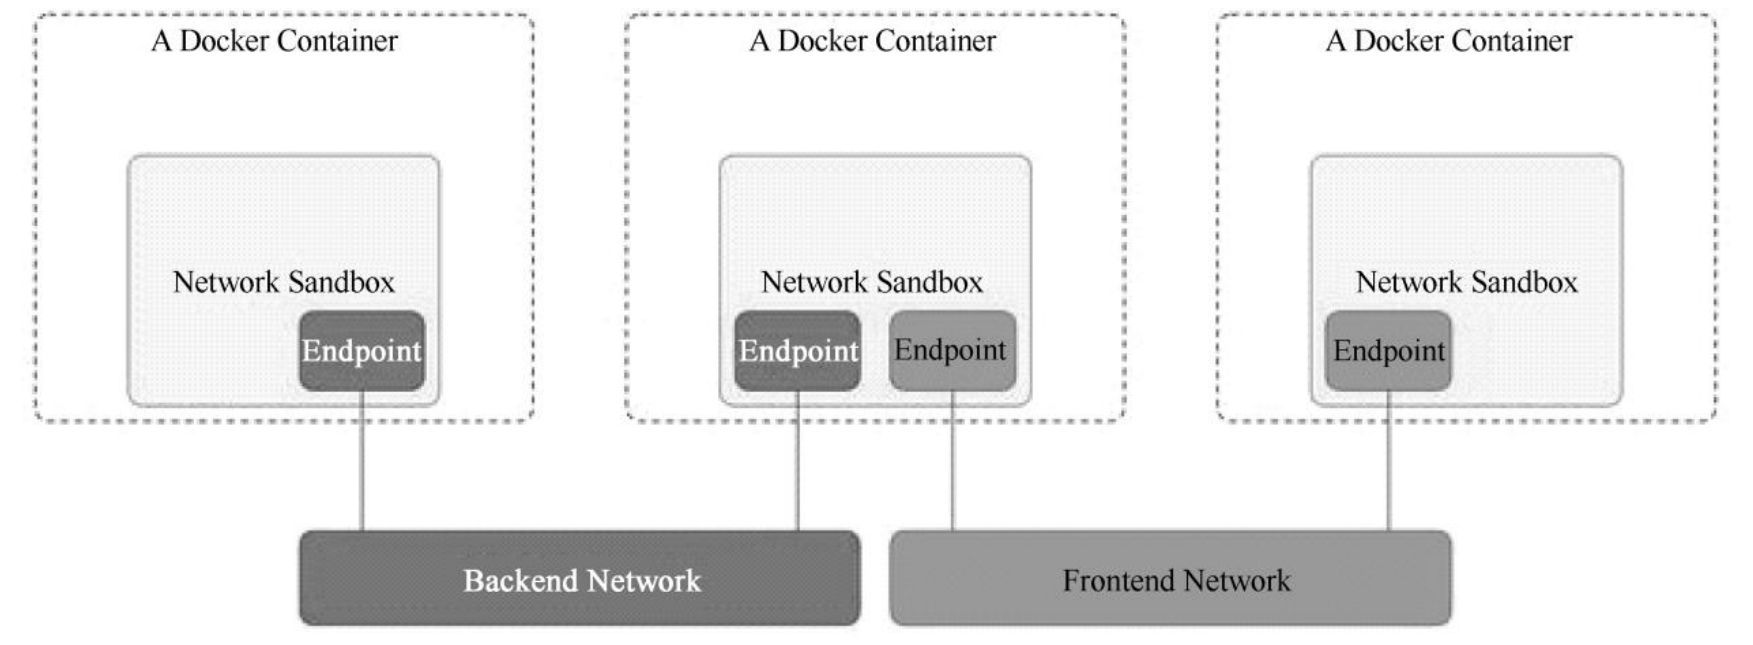 A Docker Container
A Docker Container
A Docker Container
Network Sandbox
Network Sandbox
Network Sandbox
Endpoint
Endpoint
Endpoint
Endpoint
Backend Network
Frontend Network